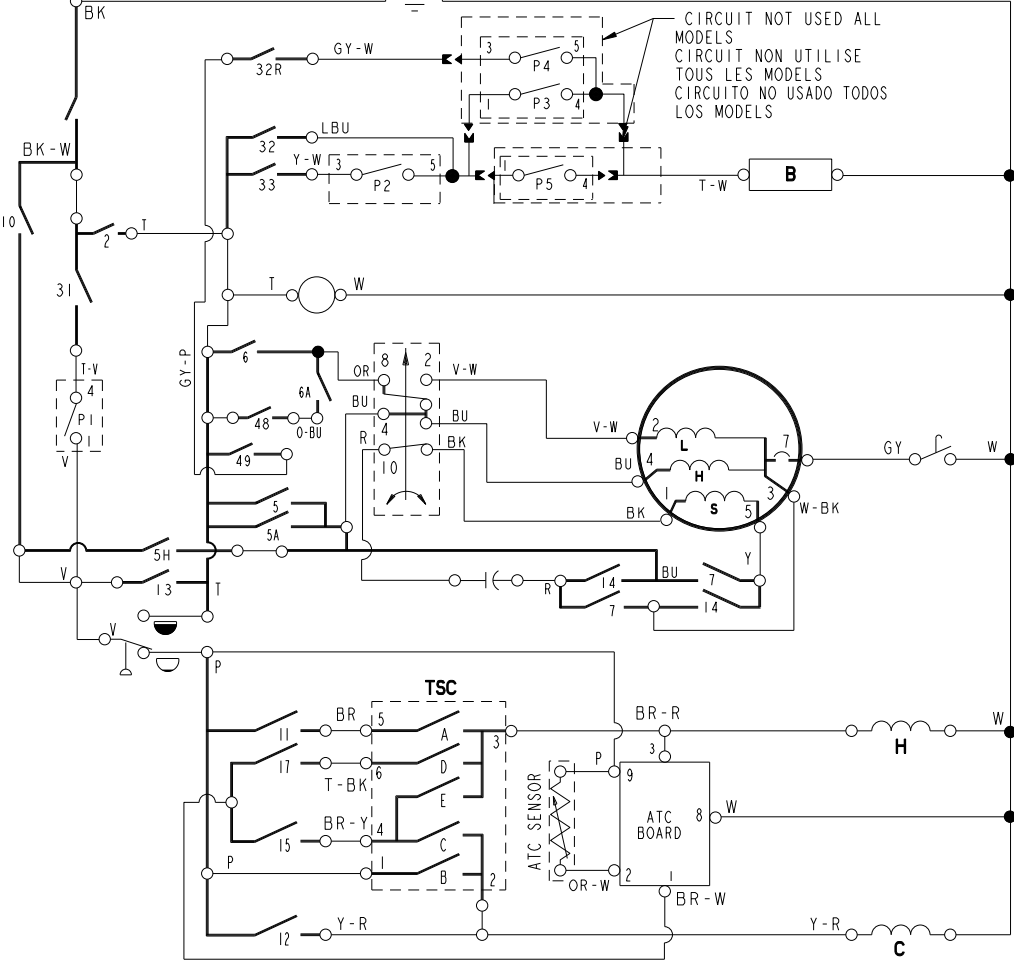 BK
CIRCUIT NOT USED ALL
MODELS
CIRCUIT NON UTILISE
TOUS LES MODELS
CIRCUITO NO USADO TODOS
LOS MODELS
GY-W
3
5
P4
32R
1
P3
4
LBU
BK-W
32
Y-W
3
5
1
P2
P5
4
33
T-W
B
10
2
T
31
T
W
6
8
2
T-V
GY-P
OR
V-W
6A
4
P1
BU
48
O-BU
4
BU
V-W
2
L
7
GY
W
R
BK
V
49
10
BU
4
H
1
3
BK
S
5
W-BK
5
5A
5H
Y
V
13
T
R
14
BU
7
7
14
V
P
TSC
BR
5
BR-R
W
11
A
3
3
H
17
D
P
9
T-BK
6
E
ATC SENSOR
ATC
BOARD
8
W
BR-Y
4
15
C
P
1
B
2
2
1
OR-W
BR-W
Y-R
Y-R
12
C